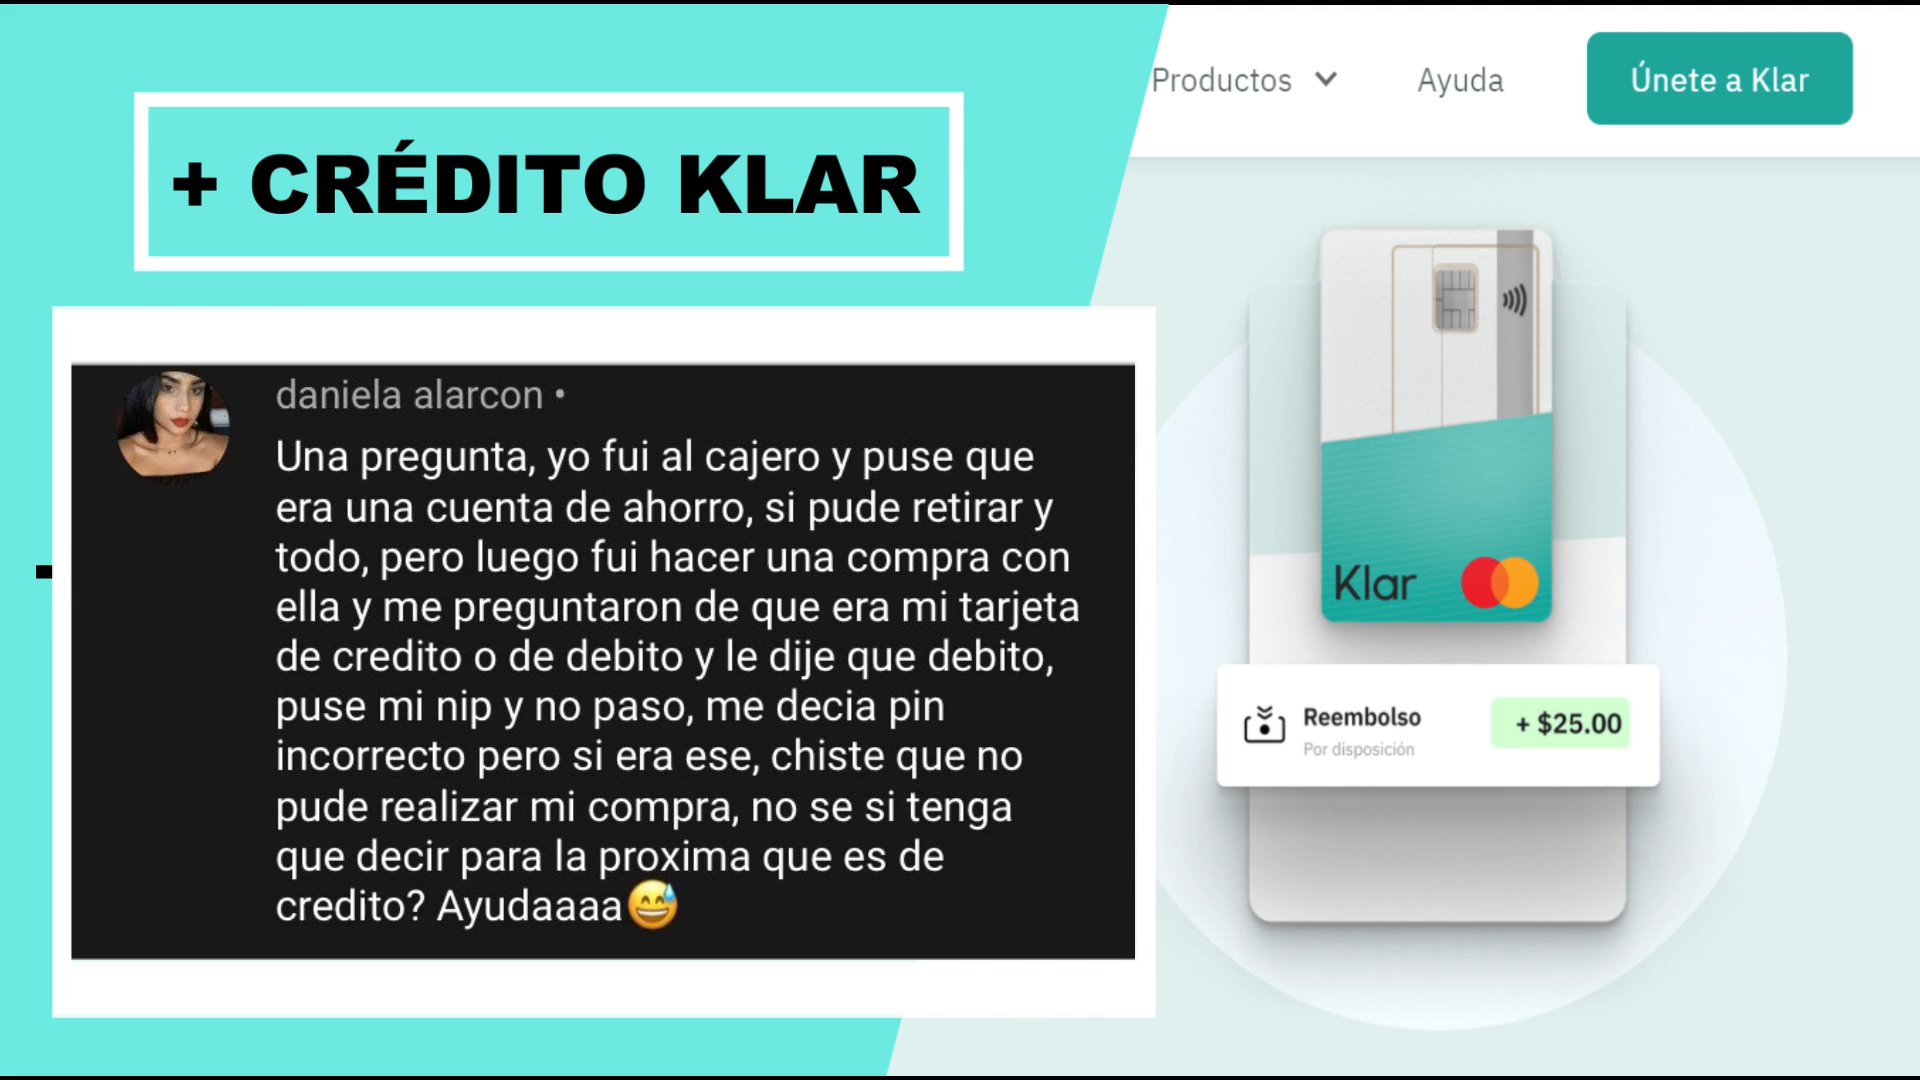 Productos
Ayuda
Únete a Klar
+ CRÉDITO KLAR
daniela alarcon •
Una pregunta, yo fui al cajero y puse que
era una cuenta de ahorro, si pude retirar y
todo, pero luego fui hacer una compra con
ella y me preguntaron de que era mi tarjeta
de credito o de debito y le dije que debito,
puse mi nip y no paso, me decia pin
incorrecto pero si era ese, chiste que no
pude realizar mi compra, no se si tenga
que decir para la proxima que es de
credito? Ayudaaaa😅
Klar
Reembolso
+ $25.00
Por disposición